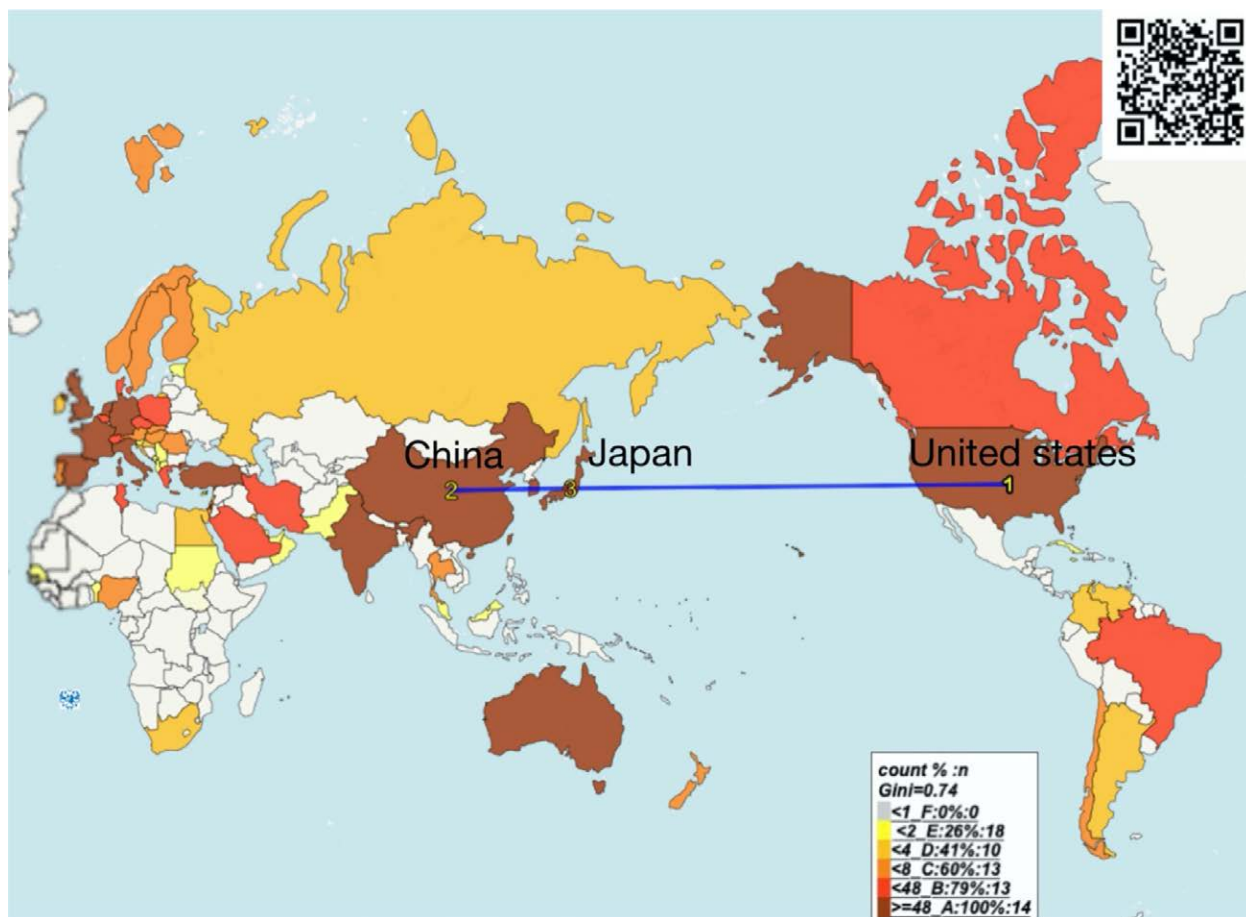 China
Japan
United states
2
3
1
count % :n
Gini=0.74
<1_F:0%:0
<2_E:26%:18
<4_D:41%:10
<8_C:60%:13
<48_B:79%:13
>=48_A:100%:14